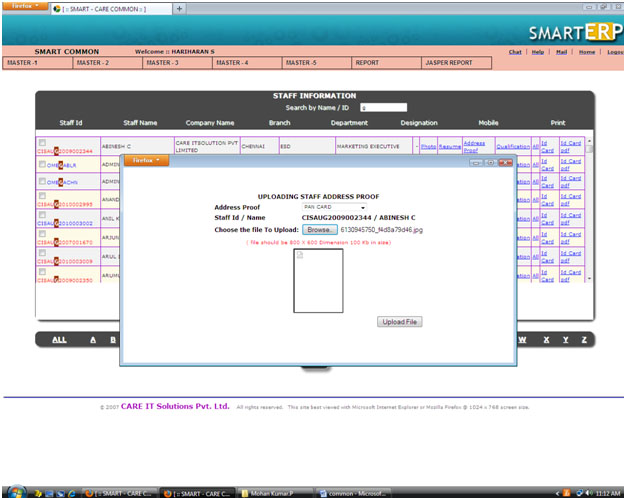 Firefox
[ :: SMART - CARE COMMON :: ]
+
SMARTERP
SMART COMMON Welcome :: HARIHARAN S
Chat | Help | Mail | Home | Logout
MASTER -1 MASTER - 2 MASTER - 3 MASTER - 4 MASTER -5 REPORT JASPER REPORT
STAFF INFORMATION
Search by Name / ID
Staff Id Staff Name Company Name Branch Department Designation Mobile Print
CISAUG2009002344 ABINESH C CARE ITSOLUTION PVT LIMITED CHENNAI ESD MARKETING EXECUTIVE - Photo Resume Address Proof Qualification All Id Card Id Card pdf
OMEGABLR ADMIN ation All Id Card Id Card pdf
OMEGACHN ADMIN ation All Id Card Id Card pdf
CISAUG2010002995 ANAND ation All Id Card Id Card pdf
CISAUG2010003002 ANIL K ation All Id Card Id Card pdf
CISAUG2007001670 ARJUN ation All Id Card Id Card pdf
CISAUG2010003009 ARUL ation All Id Card Id Card pdf
CISAUG2009002350 ARUMU ation All Id Card Id Card pdf
Firefox
UPLOADING STAFF ADDRESS PROOF
Address Proof PAN CARD
Staff Id / Name CISAUG2009002344 / ABINESH C
Choose the file To Upload: Browse. 6130945750_f4d8a79d46.jpg
( file should be 800 X 600 Dimension 100 Kb in size)
Upload File
ALL A B W X Y Z
© 2007 CARE IT Solutions Pvt. Ltd. All rights reserved. This site best viewed with Microsoft Internet Explorer or Mozilla Firefox @ 1024 x 768 screen size.
[ :: SMART - CARE C... [ :: SMART - CARE C... Mohan Kumar.P common - Microsof... 11:12 AM